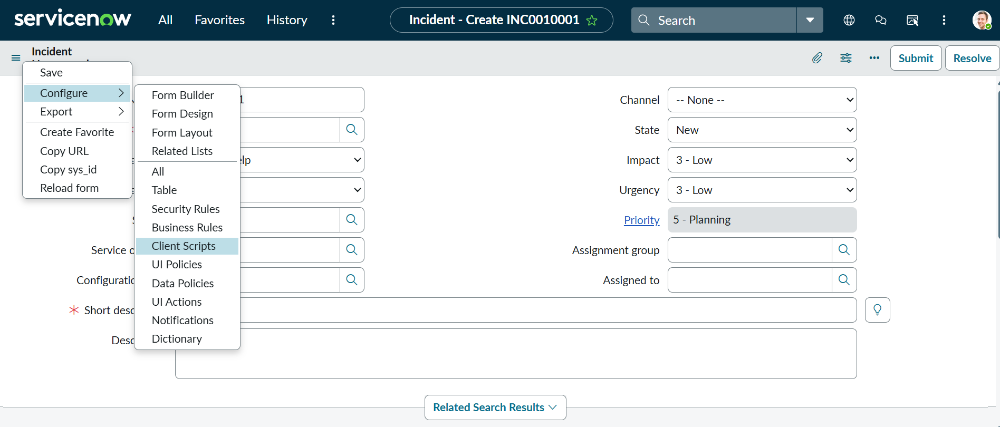 servicenow All Favorites History Incident - Create INC0010001 Search
Incident
Submit Resolve
Save
Configure
Export
Create Favorite
Copy URL
Copy sys_id
Reload form
Form Builder
Form Design
Form Layout
Related Lists
All
Table
Security Rules
Business Rules
Client Scripts
UI Policies
Data Policies
UI Actions
Notifications
Dictionary
1
elp
Service o
Configuratio
* Short desc
Desc
Channel -- None --
State New
Impact 3 - Low
Urgency 3 - Low
Priority 5 - Planning
Assignment group
Assigned to
Related Search Results